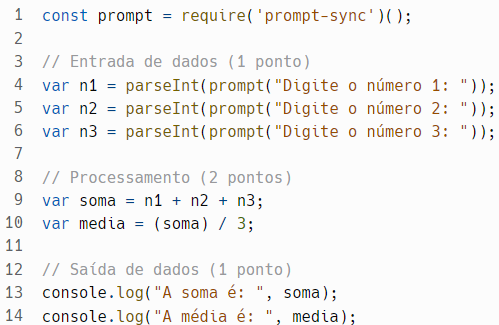 1 const prompt = require('prompt-sync')();
2
3 // Entrada de dados (1 ponto)
4 var n1 = parseInt(prompt("Digite o número 1: "));
5 var n2 = parseInt(prompt("Digite o número 2: "));
6 var n3 = parseInt(prompt("Digite o número 3: "));
7
8 // Processamento (2 pontos)
9 var soma = n1 + n2 + n3;
10 var media = (soma) / 3;
11
12 // Saída de dados (1 ponto)
13 console.log("A soma é: ", soma);
14 console.log("A média é: ", media);